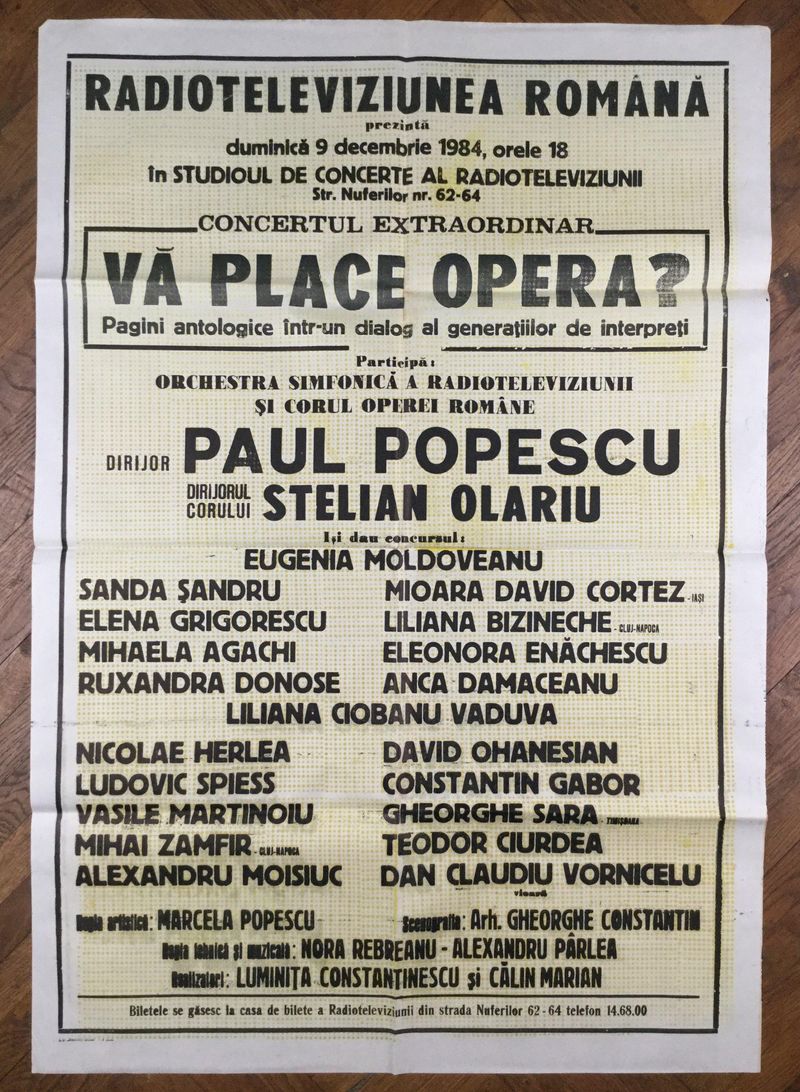 RADIOTELEVIZIUNEA ROMÂNĂ
prezintă
duminică 9 decembrie 1984, orele 18
în STUDIOUL DE CONCERTE AL RADIOTELEVIZIUNII
Str. Nuferilor nr. 62-64
CONCERTUL EXTRAORDINAR
VĂ PLACE OPERA?
Pagini antologice într-un dialog al generațiilor de interpreți
Participă:
ORCHESTRA SIMFONICĂ A RADIOTELEVIZIUNII
ȘI CORUL OPEREI ROMÂNE
DIRIJOR PAUL POPESCU
DIRIJORUL CORULUI STELIAN OLARIU
Își dau concursul:
EUGENIA MOLDOVEANU
SANDA ȘANDRU MIOARA DAVID CORTEZ - IAȘI
ELENA GRIGORESCU LILIANA BIZINECHE - CLUJ-NAPOCA
MIHAELA AGACHI ELEONORA ENĂCHESCU
RUXANDRA DONOSE ANCA DAMACEANU
LILIANA CIOBANU VADUVA
NICOLAE HERLEA DAVID OHANESIAN
LUDOVIC SPIESS CONSTANTIN GABOR
VASILE MARTINOIU GHEORGHE SARA - TIMIȘOARA
MIHAI ZAMFIR - CLUJ-NAPOCA TEODOR CIURDEA
ALEXANDRU MOISIUC DAN CLAUDIU VORNICELU
vioară
Regia artistică: MARCELA POPESCU Scenografia: Arh. GHEORGHE CONSTANTIN
Regia tehnică și muzicală: NORA REBREANU - ALEXANDRU PÂRLEA
Realizatori: LUMINIȚA CONSTANTINESCU și CĂLIN MARIAN
Biletele se găsesc la casa de bilete a Radioteleviziunii din strada Nuferilor 62-64 telefon 14.68.00